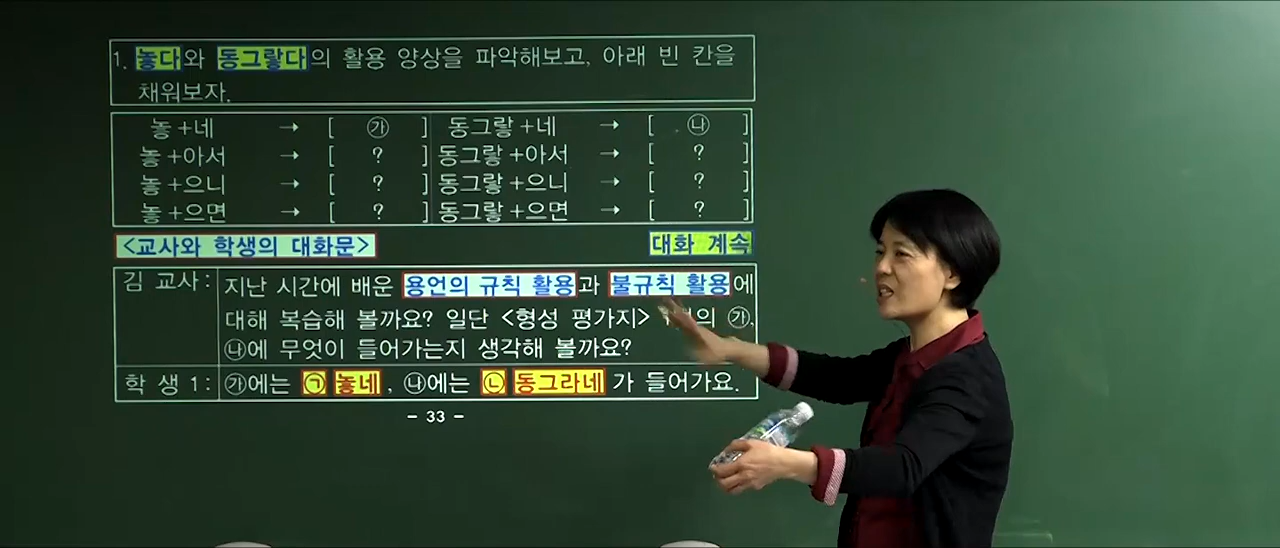 1. 놓다와 동그랗다의 활용 양상을 파악해보고, 아래 빈 칸을
채워보자.
놓+네 → [ ㉮ ] 동그랗+네 → [ ㉯ ]
놓+아서 → [ ? ] 동그랗+아서 → [ ? ]
놓+으니 → [ ? ] 동그랗+으니 → [ ? ]
놓+으면 → [ ? ] 동그랗+으면 → [ ? ]
<교사와 학생의 대화문> 대화 계속
김 교사: 지난 시간에 배운 용언의 규칙 활용과 불규칙 활용에
대해 복습해 볼까요? 일단 <형성 평가지> ㉮,
㉯에 무엇이 들어가는지 생각해 볼까요?
학 생 1: ㉮에는 ㉠ 놓네, ㉯에는 ㉡ 동그라네 가 들어가요.
- 33 -